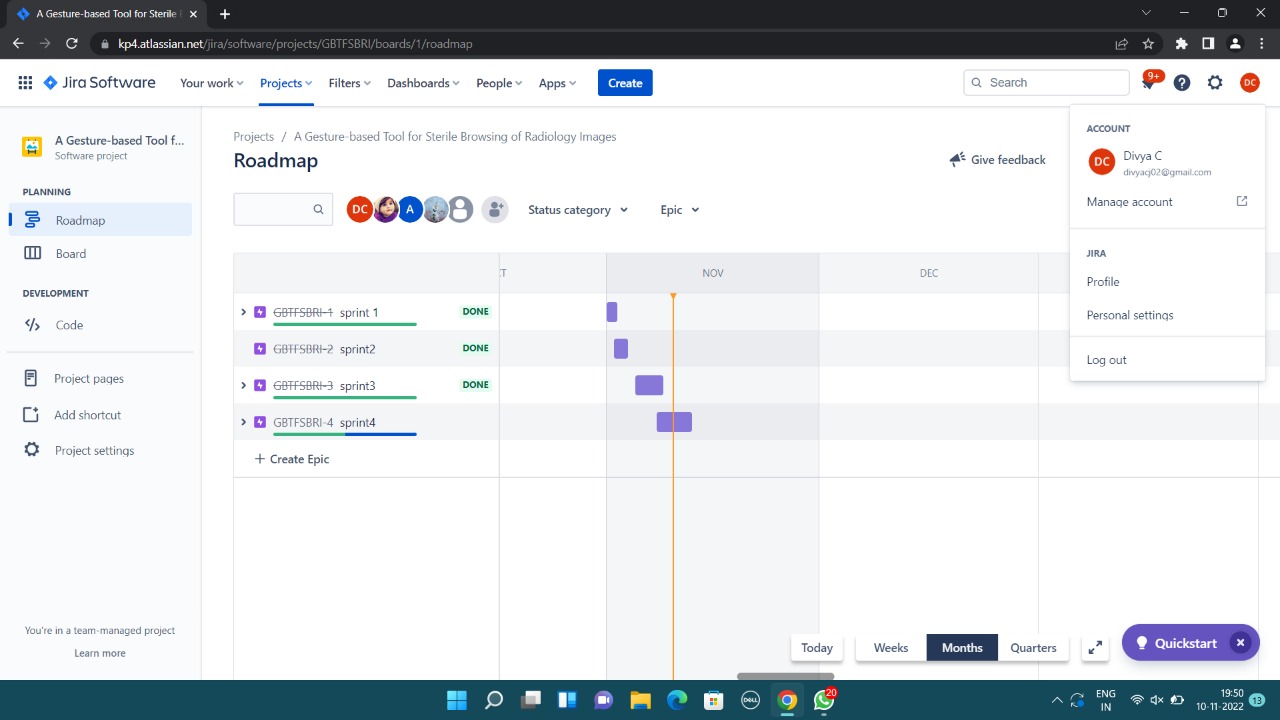 A Gesture-based Tool for Sterile
kp4.atlassian.net/jira/software/projects/GBTFSBRI/boards/1/roadmap
Jira Software
Your work
Projects
Filters
Dashboards
People
Apps
Create
Search
9+
DC
A Gesture-based Tool f...
Software project
PLANNING
Roadmap
Board
DEVELOPMENT
Code
Project pages
Add shortcut
Project settings
You're in a team-managed project
Learn more
Projects / A Gesture-based Tool for Sterile Browsing of Radiology Images
Roadmap
Give feedback
DC
A
Status category
Epic
NOV
DEC
GBTFSBRI-1 sprint 1 DONE
GBTFSBRI-2 sprint2 DONE
GBTFSBRI-3 sprint3 DONE
GBTFSBRI-4 sprint4
+ Create Epic
ACCOUNT
DC
Divya C
divyacj02@gmail.com
Manage account
JIRA
Profile
Personal settings
Log out
Today
Weeks
Months
Quarters
Quickstart
DELL
20
ENG
IN
19:50
10-11-2022
13